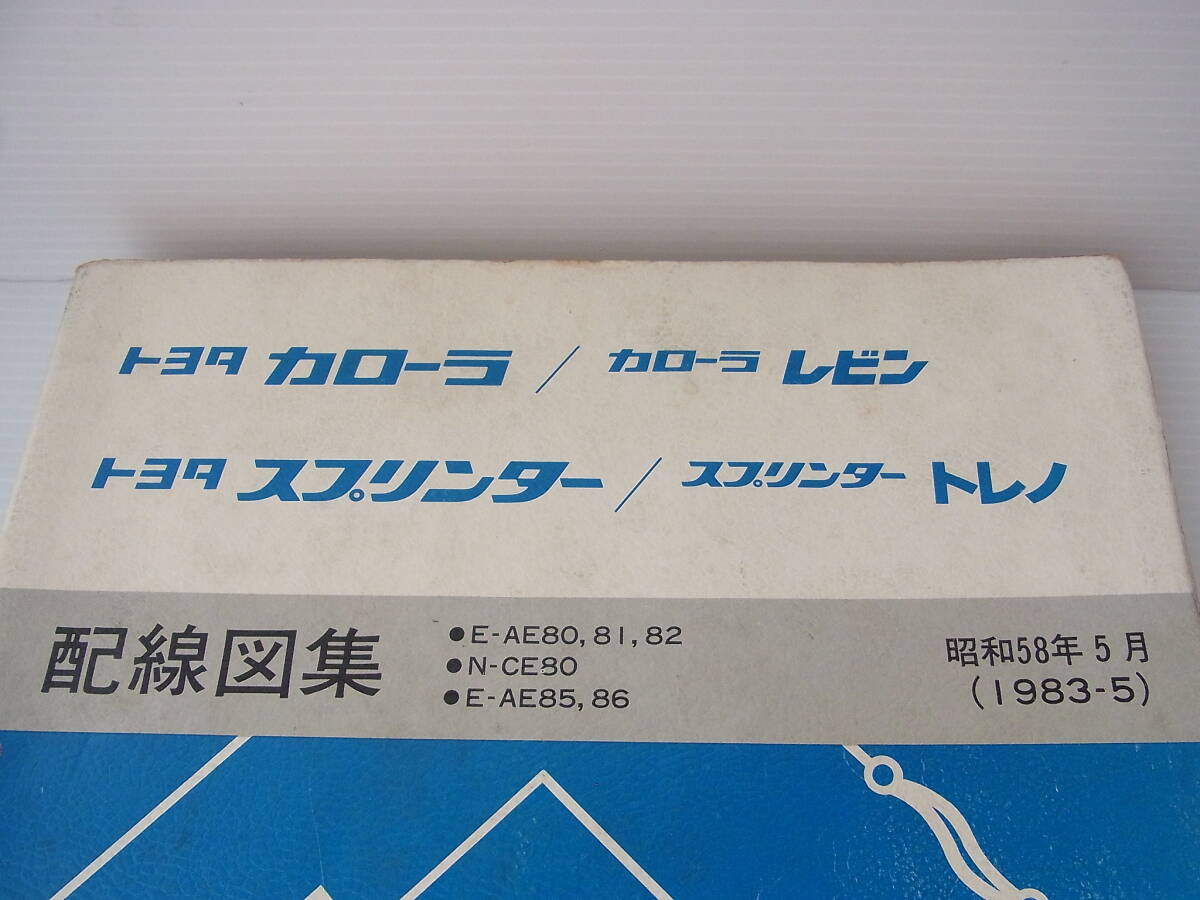 トヨタ カローラ / カローラ レビン
トヨタ スプリンター / スプリンター トレノ
配線図集
● E-AE80, 81, 82
● N-CE80
● E-AE85, 86
昭和58年5月
(1983-5)